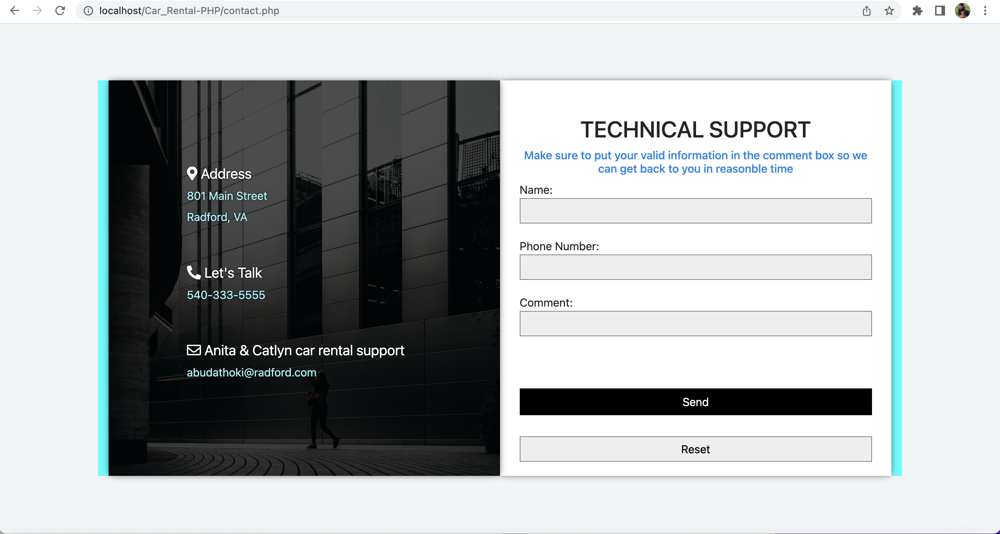 localhost/Car_Rental-PHP/contact.php
Address
801 Main Street
Radford, VA
Let's Talk
540-333-5555
Anita & Catlyn car rental support
abudathoki@radford.com
TECHNICAL SUPPORT
Make sure to put your valid information in the comment box so we
can get back to you in reasonble time
Name:
Phone Number:
Comment:
Send
Reset